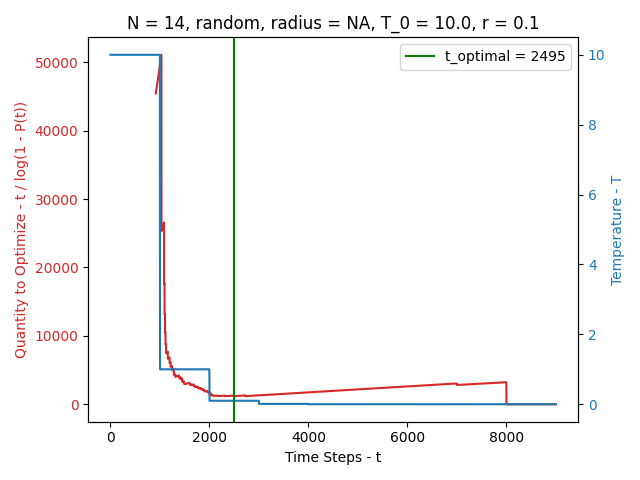 N = 14, random, radius = NA, T_0 = 10.0, r = 0.1
t_optimal = 2495
Quantity to Optimize - t / log(1 - P(t))
50000
40000
30000
20000
10000
0
10
8
6
4
2
0
Temperature - T
0 2000 4000 6000 8000
Time Steps - t